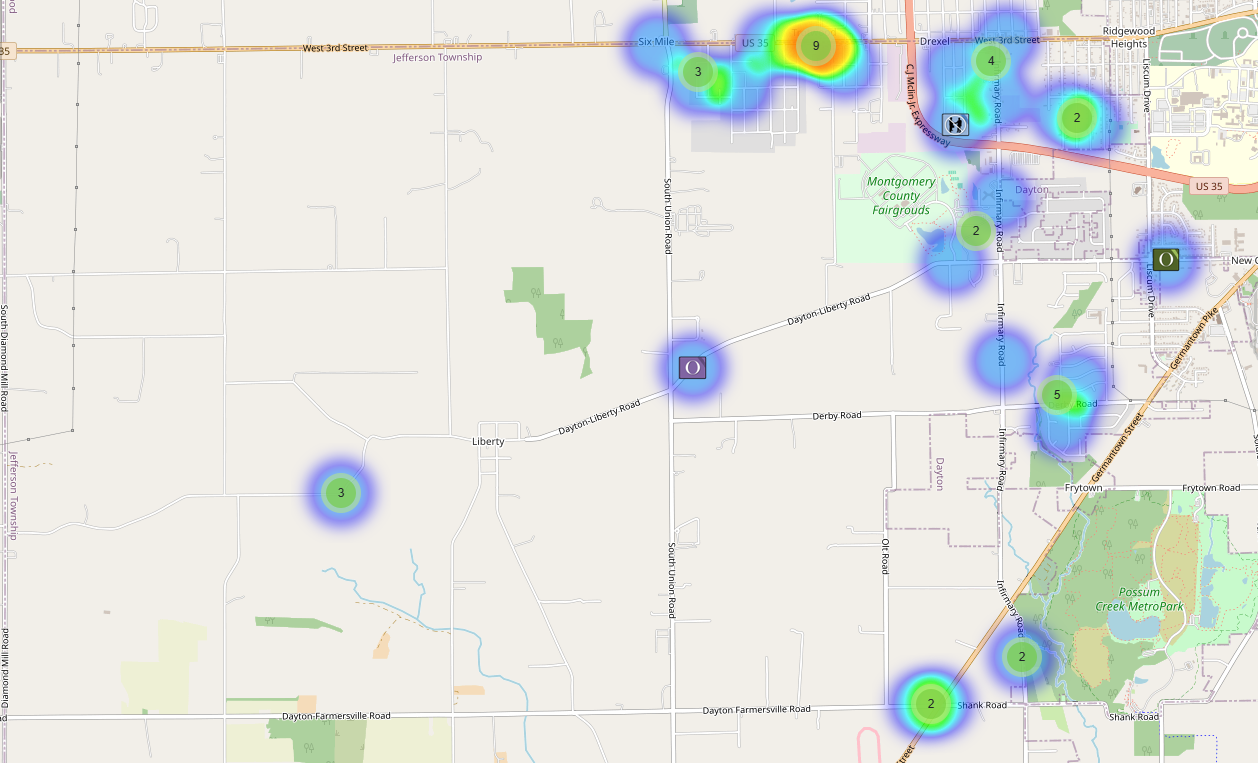 Ridgewood
Heights
35
West 3rd Street
Jefferson Township
Six Mile
US 35
9
3
Drexel
West 3rd Street
4
Liscum Drive
CJ Mclin Jr. Expressway
2
US 35
Montgomery
County
Fairgrounds
Dayton
South Union Road
Infirmary Road
2
O
Liscum Drive
Dayton-Liberty Road
South Diamond Mill Road
Infirmary Road
Germantown Pike
O
5
Road
Dayton-Liberty Road
Derby Road
Liberty
Germantown Street
Infirmary Road
Dayton
Jefferson Township
3
Frytown
Frytown Road
Olt Road
South Union Road
Possum
Creek MetroPark
Infirmary Road
Diamond Mill Road
2
2
Shank Road
Dayton Farmersville Road
Dayton Farmersville Road
Shank Road
Street